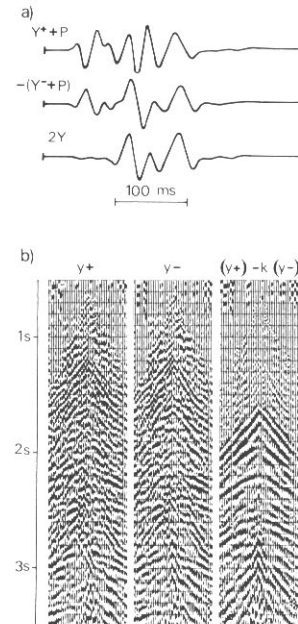 a)
Y⁺+P
-(Y⁻+P)
2Y
100 ms
b)
y+ y- (y+) -k (y-)
1s
2s
3s